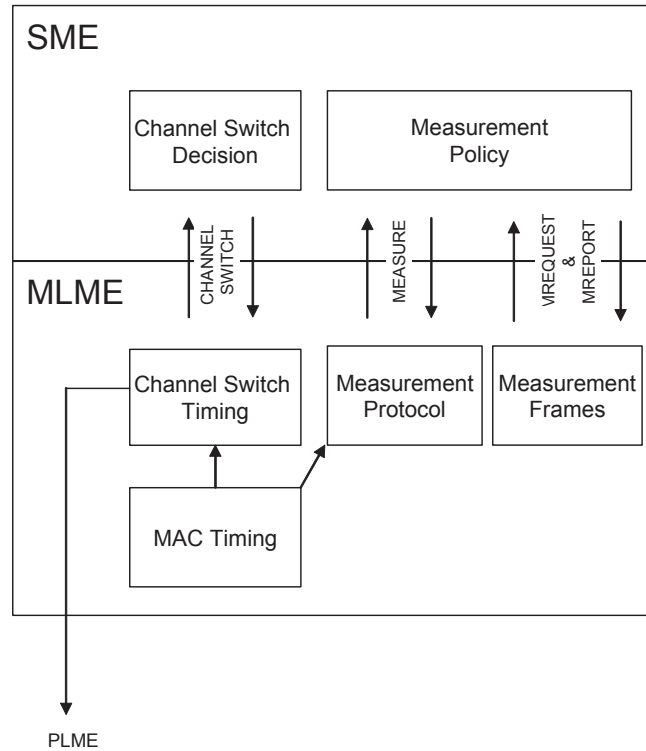 SME
Channel Switch
Decision
Measurement
Policy
CHANNEL
SWITCH
MEASURE
MREQUEST
&
MREPORT
MLME
Channel Switch
Timing
Measurement
Protocol
Measurement
Frames
MAC Timing
PLME